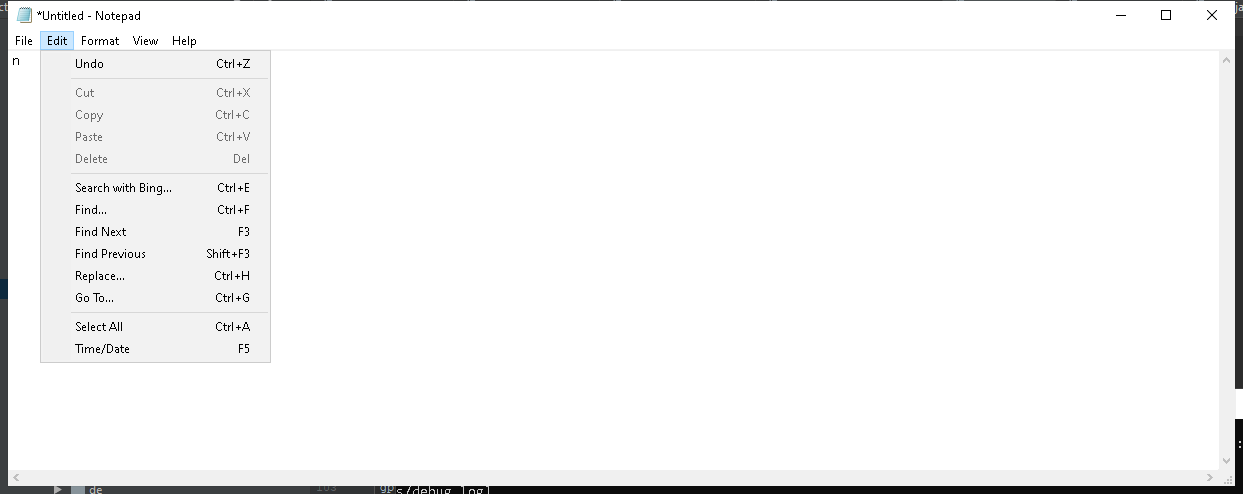 *Untitled - Notepad
File Edit Format View Help
n
Undo Ctrl+Z
Cut Ctrl+X
Copy Ctrl+C
Paste Ctrl+V
Delete Del
Search with Bing... Ctrl+E
Find... Ctrl+F
Find Next F3
Find Previous Shift+F3
Replace... Ctrl+H
Go To... Ctrl+G
Select All Ctrl+A
Time/Date F5
de 103 s/debug.log]